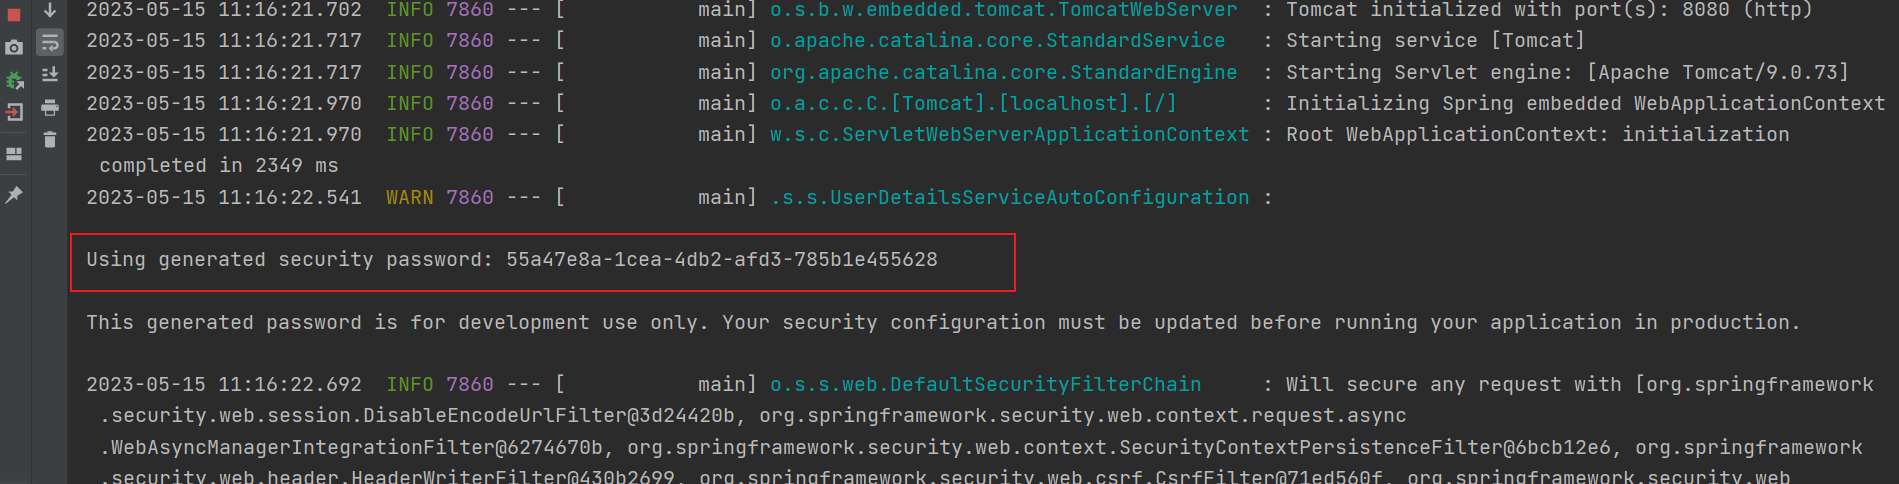 2023-05-15 11:16:21.702  INFO 7860 --- [           main] o.s.b.w.embedded.tomcat.TomcatWebServer  : Tomcat initialized with port(s): 8080 (http)
2023-05-15 11:16:21.717  INFO 7860 --- [           main] o.apache.catalina.core.StandardService   : Starting service [Tomcat]
2023-05-15 11:16:21.717  INFO 7860 --- [           main] org.apache.catalina.core.StandardEngine  : Starting Servlet engine: [Apache Tomcat/9.0.73]
2023-05-15 11:16:21.970  INFO 7860 --- [           main] o.a.c.c.C.[Tomcat].[localhost].[/]       : Initializing Spring embedded WebApplicationContext
2023-05-15 11:16:21.970  INFO 7860 --- [           main] w.s.c.ServletWebServerApplicationContext : Root WebApplicationContext: initialization
completed in 2349 ms
2023-05-15 11:16:22.541  WARN 7860 --- [           main] .s.s.UserDetailsServiceAutoConfiguration :
Using generated security password: 55a47e8a-1cea-4db2-afd3-785b1e455628
This generated password is for development use only. Your security configuration must be updated before running your application in production.
2023-05-15 11:16:22.692  INFO 7860 --- [           main] o.s.s.web.DefaultSecurityFilterChain     : Will secure any request with [org.springframework
.security.web.session.DisableEncodeUrlFilter@3d24420b, org.springframework.security.web.context.request.async
.WebAsyncManagerIntegrationFilter@6274670b, org.springframework.security.web.context.SecurityContextPersistenceFilter@6bcb12e6, org.springframework
.security.web.header.HeaderWriterFilter@430b2699, org.springframework.security.web.csrf.CsrfFilter@71ed560f, org.springframework.security.web